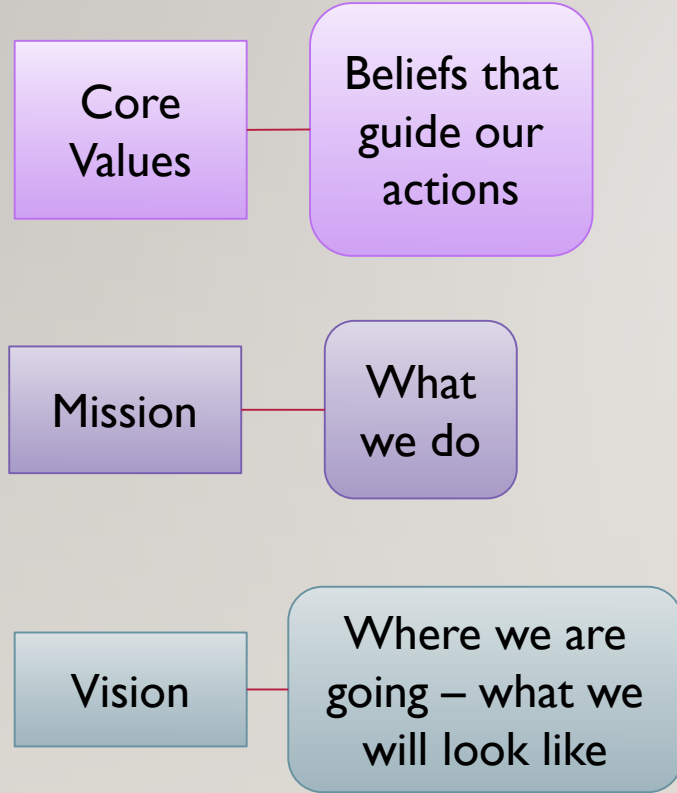 Core
Values
Beliefs that
guide our
actions
Mission
What
we do
Vision
Where we are
going – what we
will look like